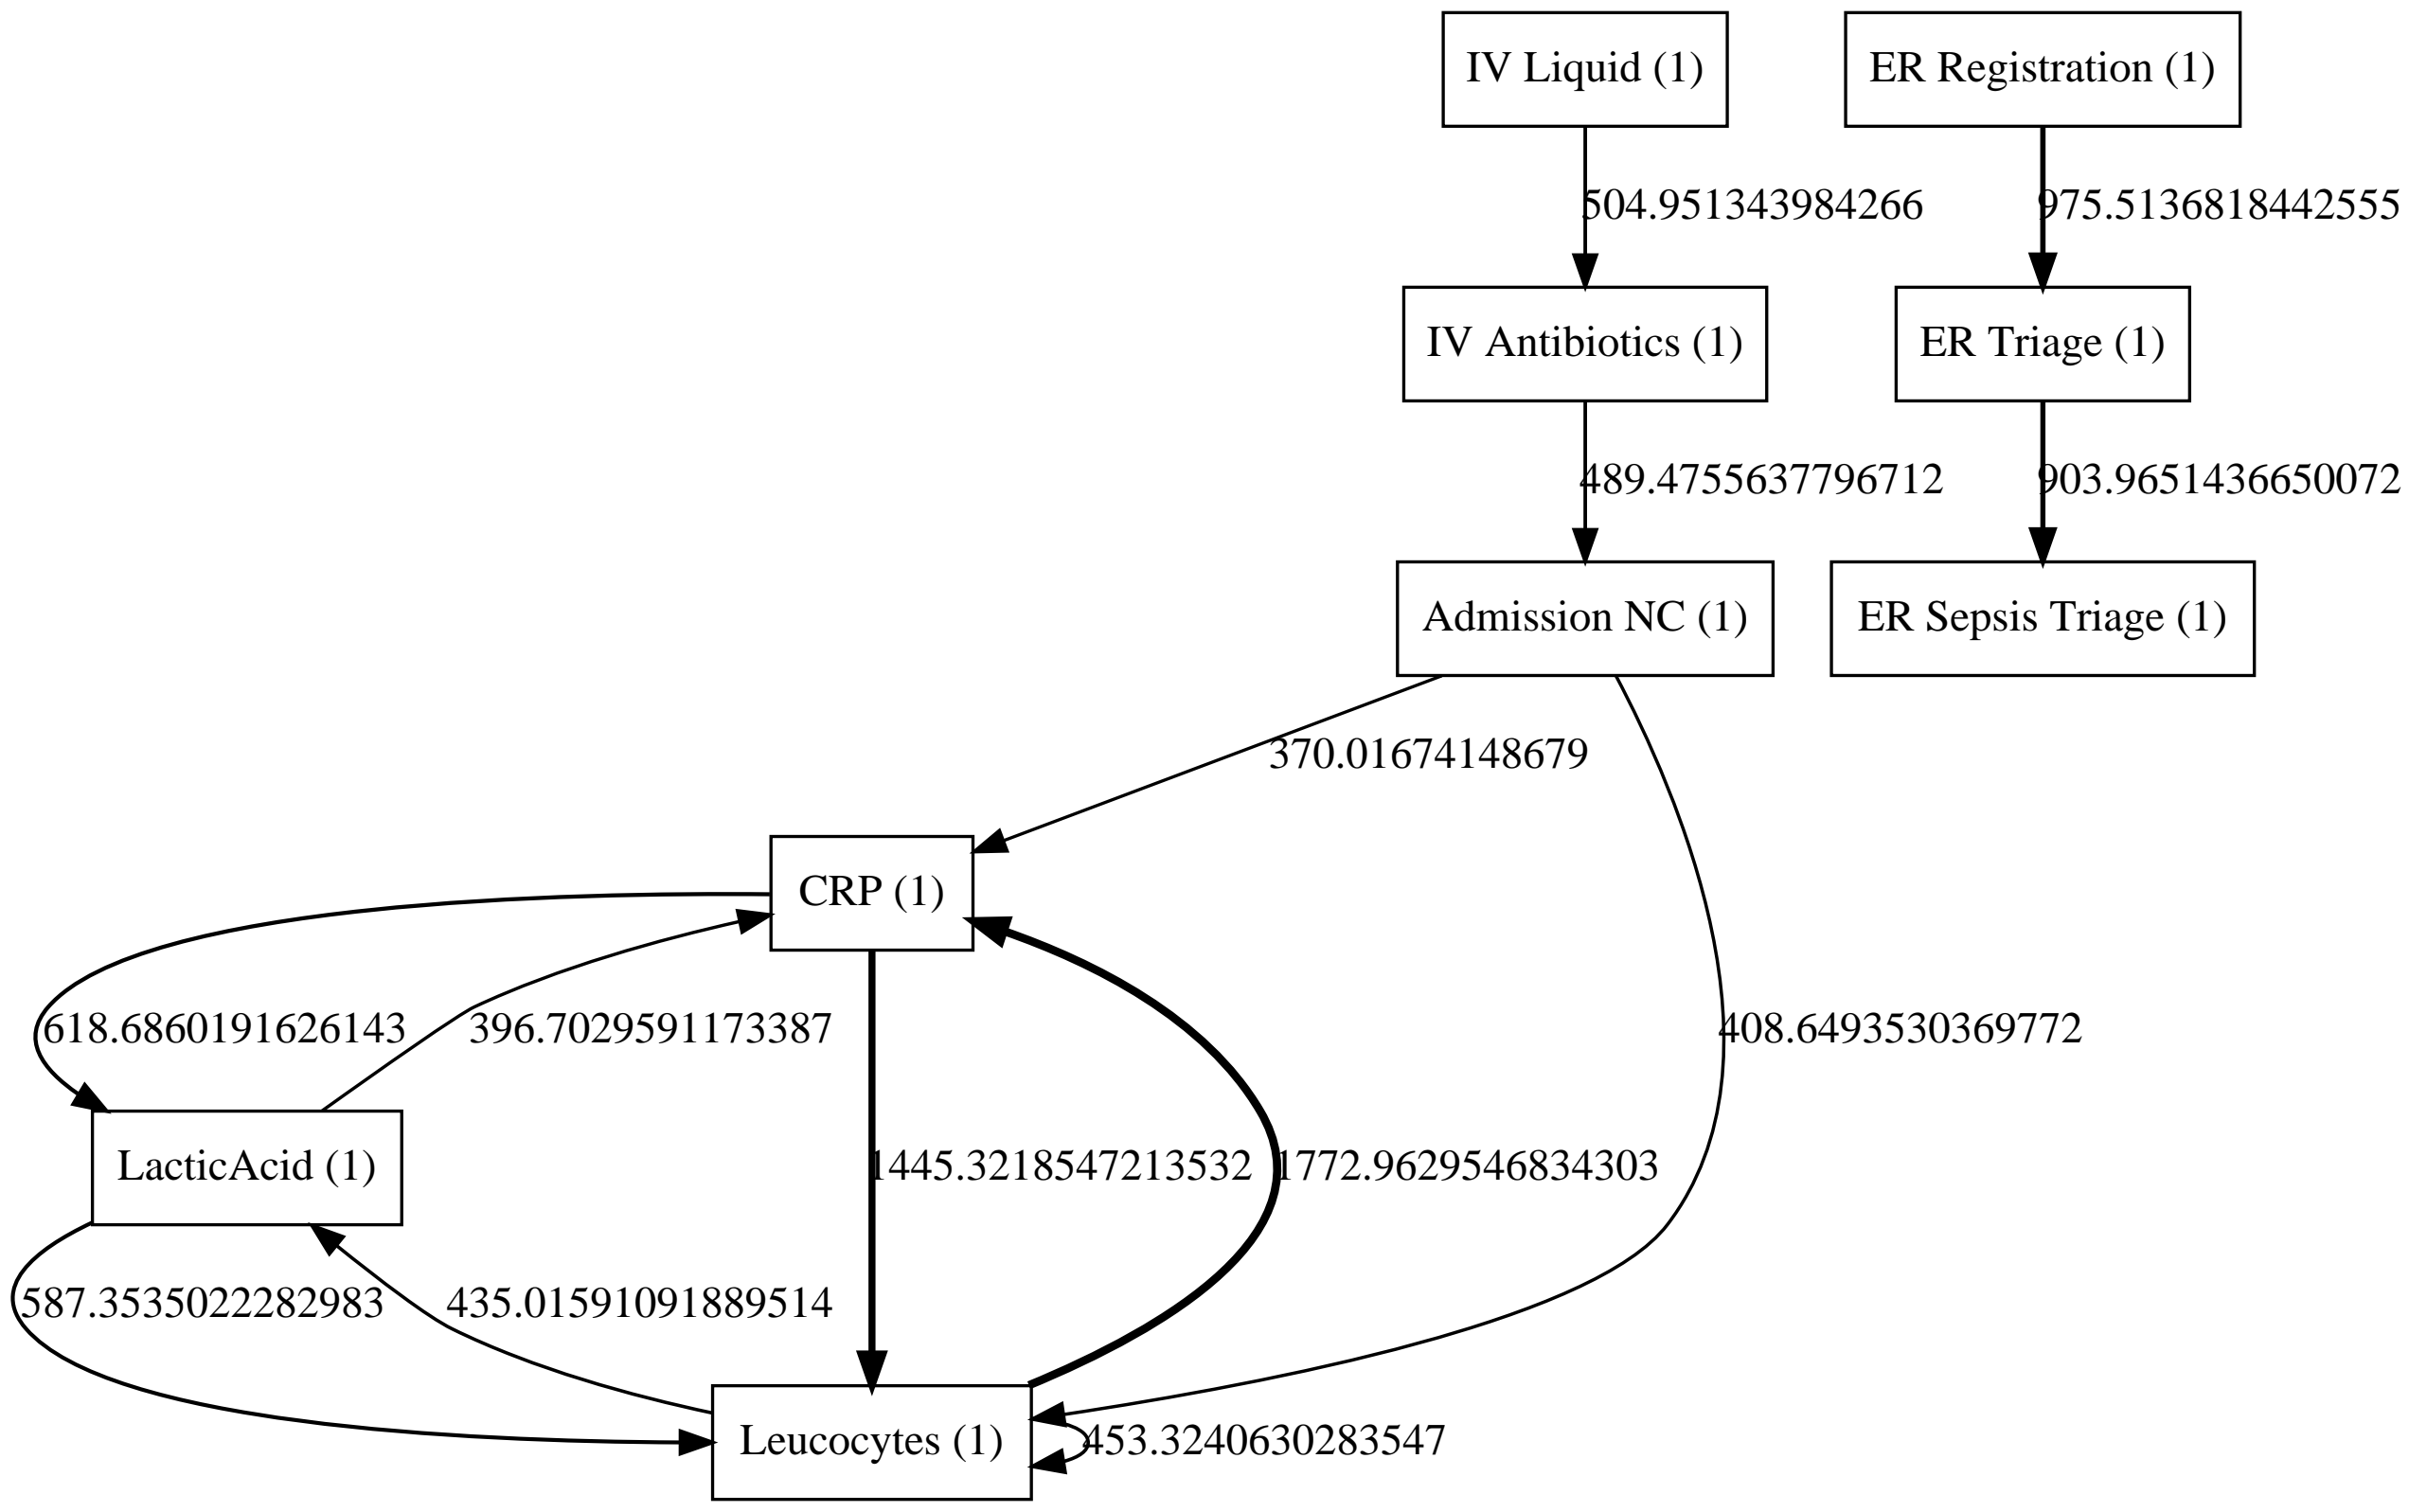 IV Liquid (1)
ER Registration (1)
504.951343984266
975.5136818442555
IV Antibiotics (1)
ER Triage (1)
489.4755637796712
903.9651436650072
Admission NC (1)
ER Sepsis Triage (1)
370.01674148679
CRP (1)
618.6860191626143
396.7029591173387
408.6493530369772
LacticAcid (1)
1445.3218547213532
1772.9629546834303
587.3535022282983
435.01591091889514
Leucocytes (1)
453.3240630283547